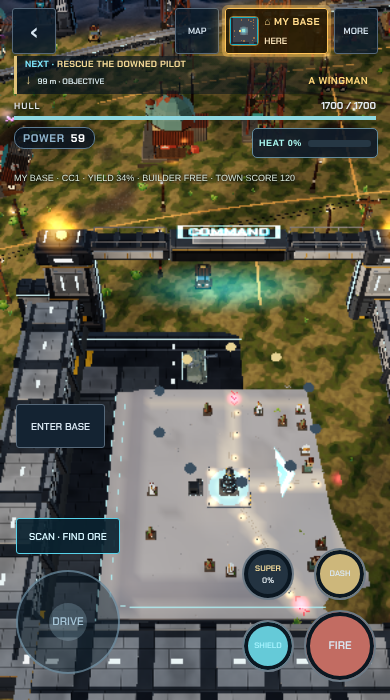 ‹
MAP
⌂ MY BASE
HERE
MORE
NEXT · RESCUE THE DOWNED PILOT
↓ 99 m · OBJECTIVE
A WINGMAN
HULL
1700 / 1700
POWER 59
HEAT 0%
MY BASE · CC1 · YIELD 34% · BUILDER FREE · TOWN SCORE 120
COMMAND
ENTER BASE
SCAN · FIND ORE
SUPER
0%
DASH
DRIVE
SHIELD
FIRE